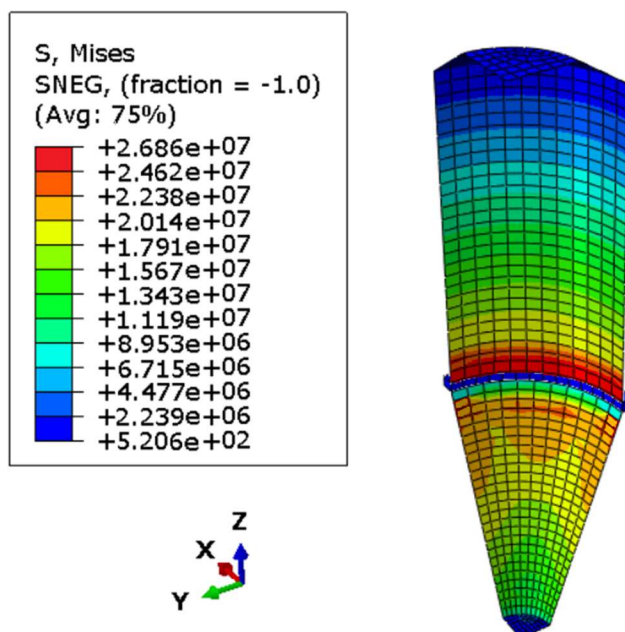 S, Mises
SNEG, (fraction = -1.0)
(Avg: 75%)
+2.686e+07
+2.462e+07
+2.238e+07
+2.014e+07
+1.791e+07
+1.567e+07
+1.343e+07
+1.119e+07
+8.953e+06
+6.715e+06
+4.477e+06
+2.239e+06
+5.206e+02
Z
X
Y